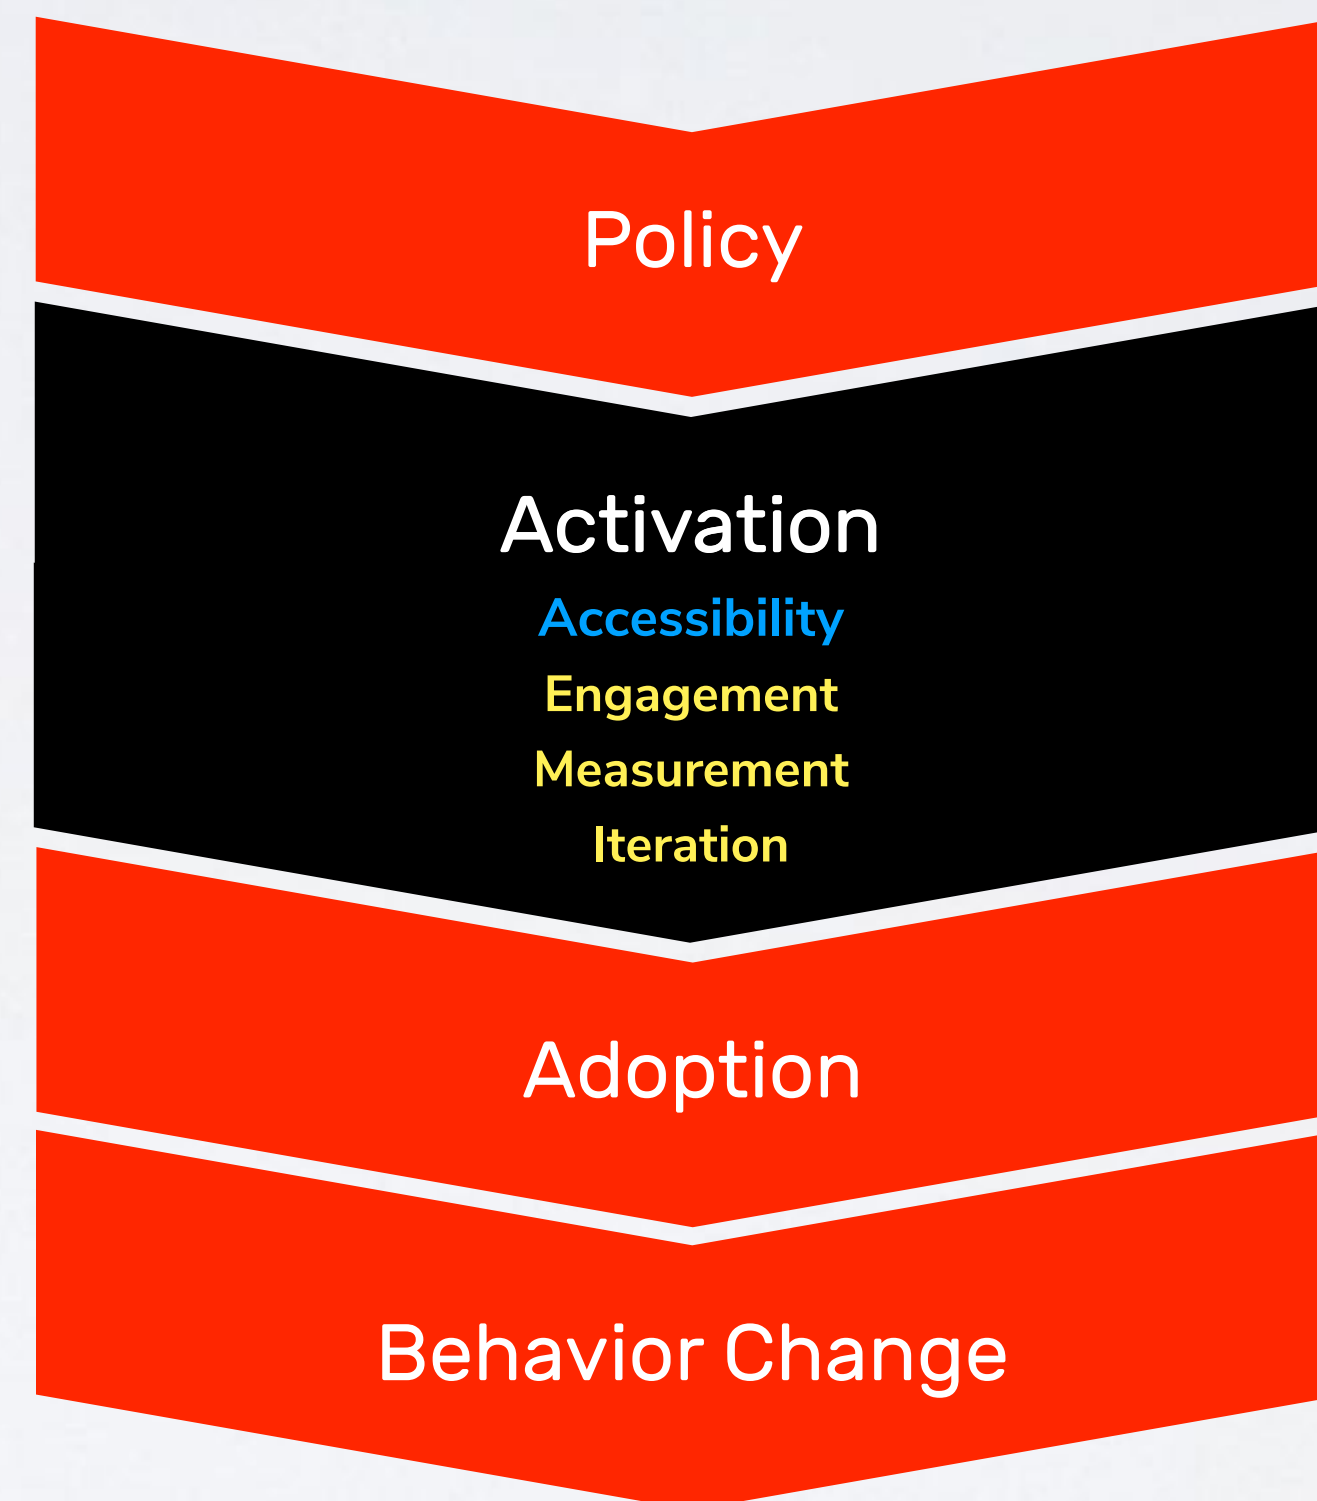 Policy
Activation
Accessibility
Engagement
Measurement
Iteration
Adoption
Behavior Change